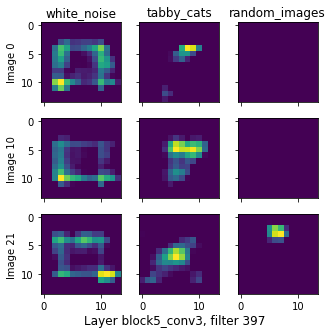 white_noise tabby_cats random_images
Image 0
0
5
10
Image 10
0
5
10
Image 21
0
5
10
0 10 0 10 0 10
Layer block5_conv3, filter 397